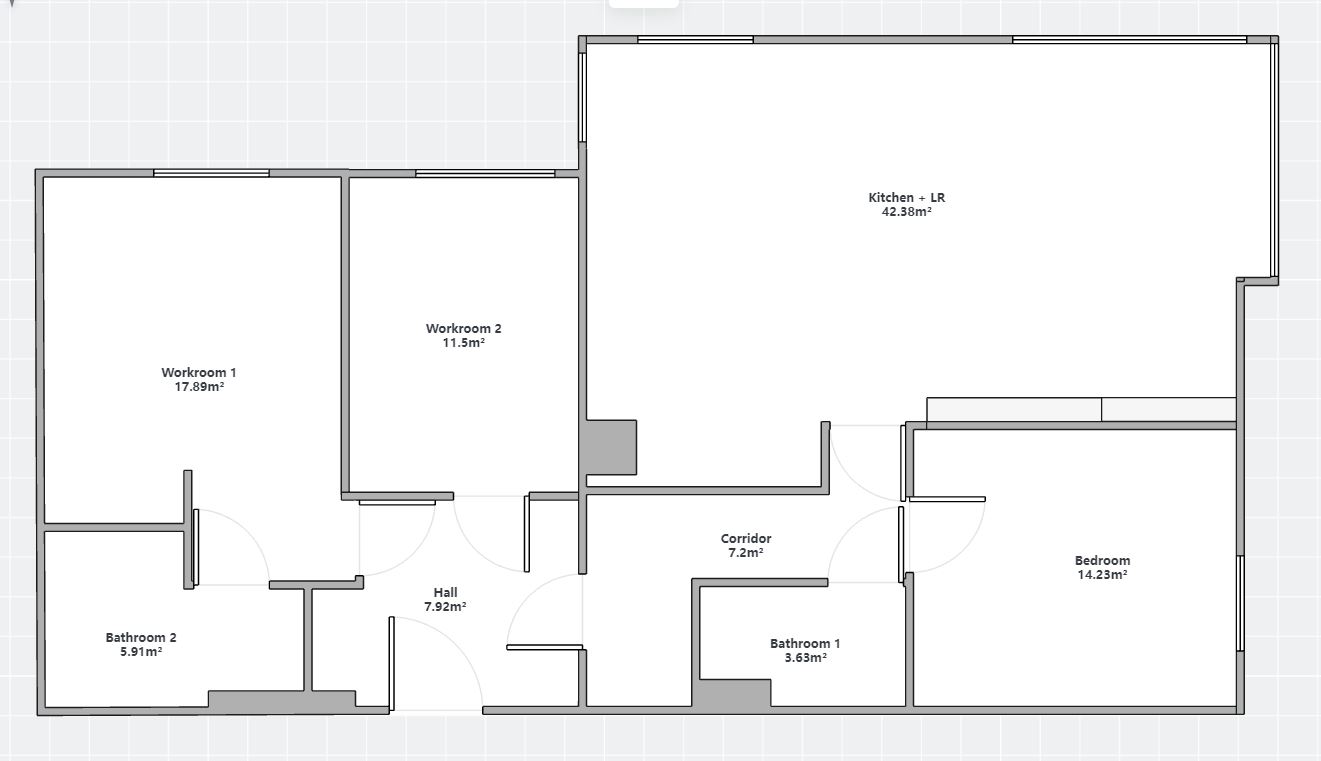 Kitchen + LR
42.38m²
Workroom 2
11.5m²
Workroom 1
17.89m²
Corridor
7.2m²
Bedroom
14.23m²
Hall
7.92m²
Bathroom 2
5.91m²
Bathroom 1
3.63m²